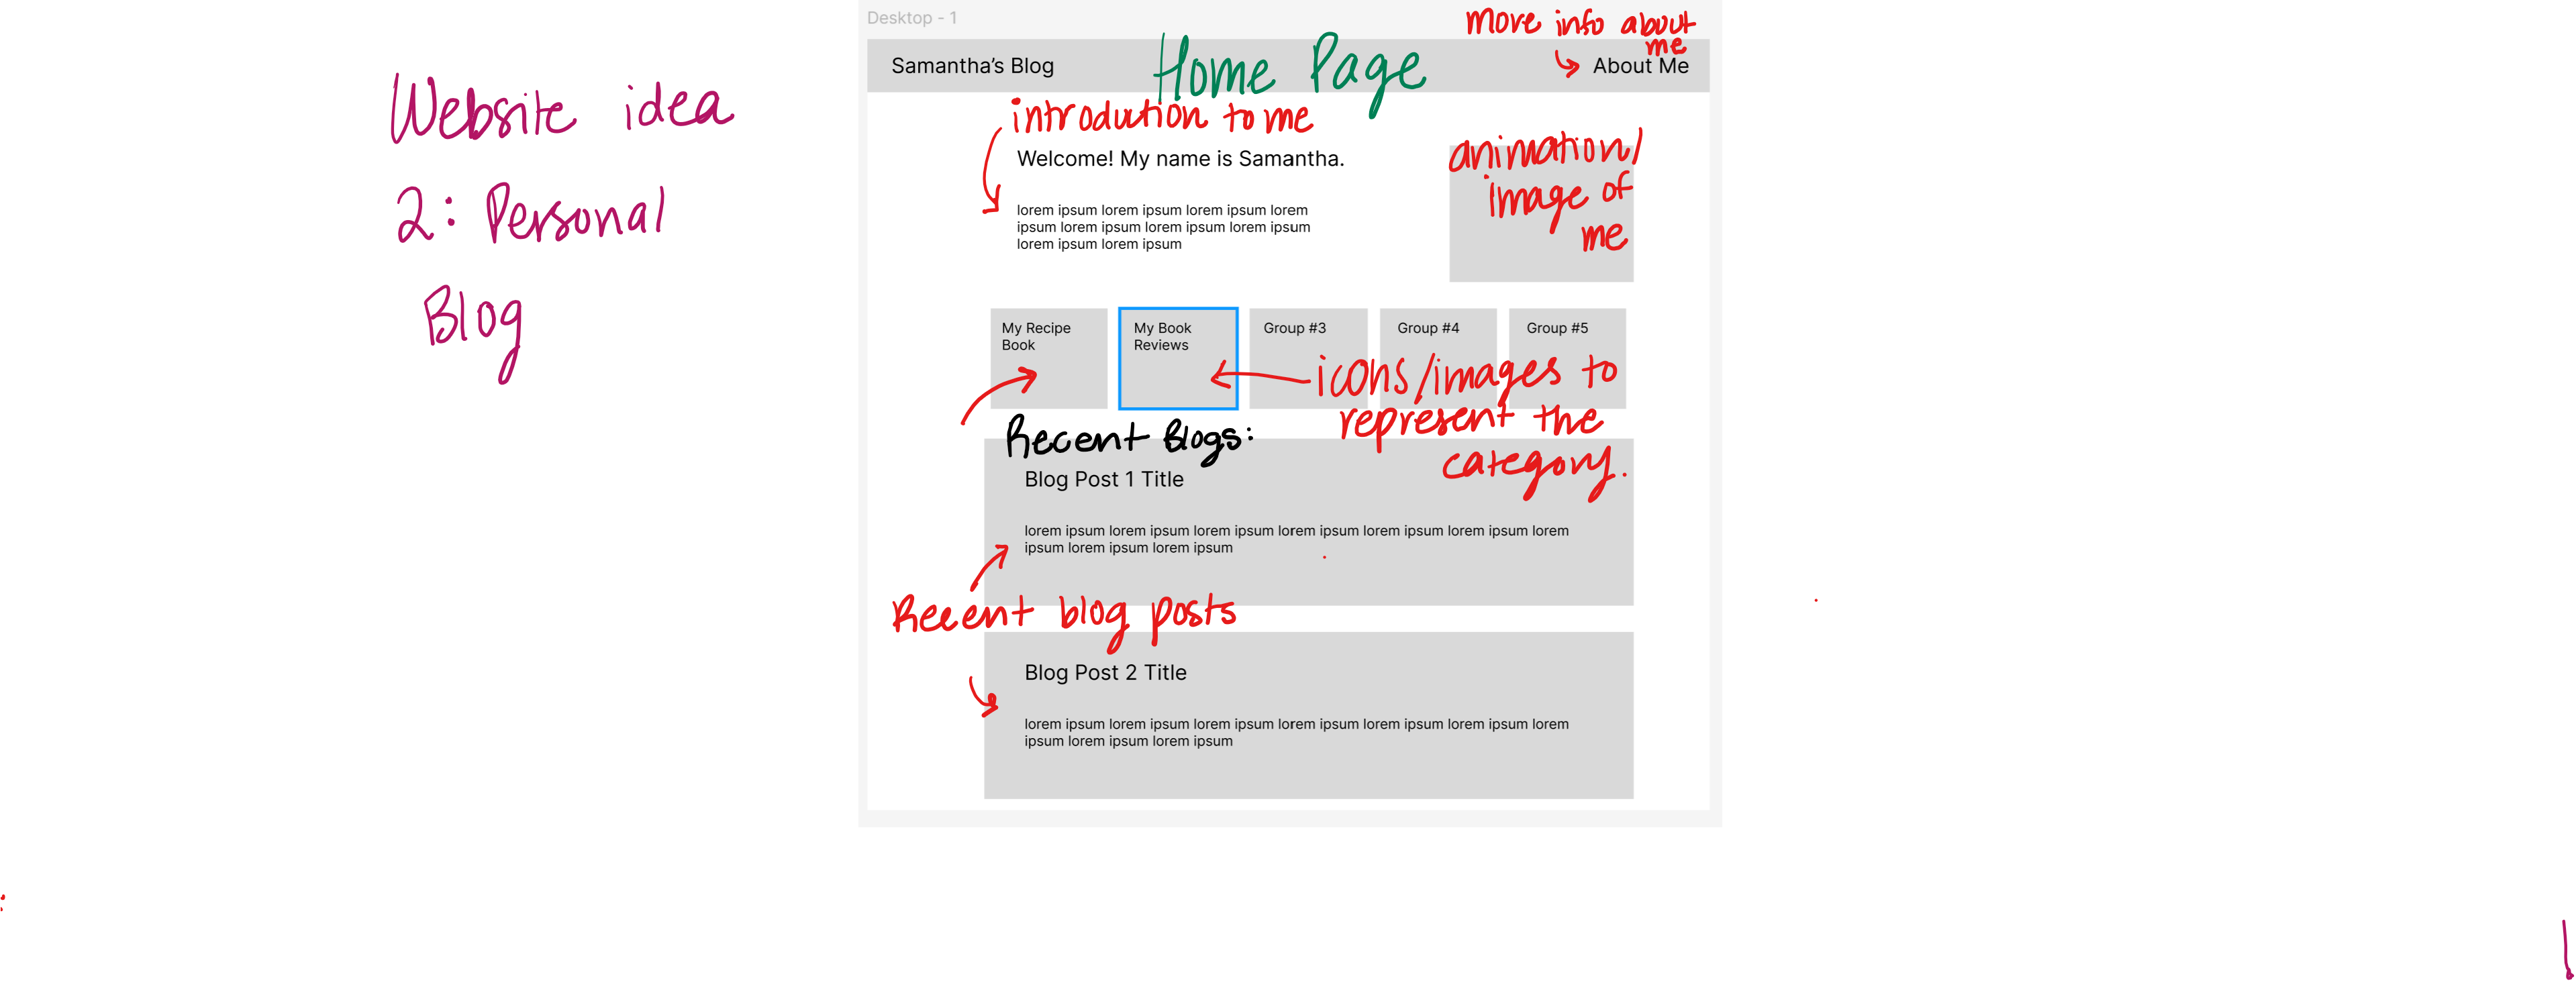 Website idea
2: Personal
Blog
Desktop - 1
more info about
me
Samantha's Blog
Home Page
About Me
introduction to me
Welcome! My name is Samantha.
lorem ipsum lorem ipsum lorem ipsum lorem
ipsum lorem ipsum lorem ipsum lorem ipsum
lorem ipsum lorem ipsum
animation/
image of
me
My Recipe
Book
My Book
Reviews
Group #3
Group #4
Group #5
icons/images to
represent the
category.
Recent Blogs:
Blog Post 1 Title
lorem ipsum lorem ipsum lorem ipsum lorem ipsum lorem ipsum lorem ipsum lorem
ipsum lorem ipsum lorem ipsum
Recent blog posts
Blog Post 2 Title
lorem ipsum lorem ipsum lorem ipsum lorem ipsum lorem ipsum lorem ipsum lorem
ipsum lorem ipsum lorem ipsum